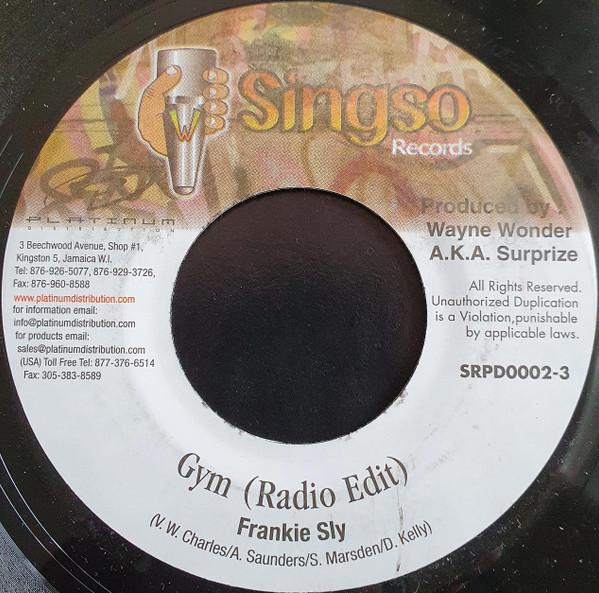 W
Singso
Records
PLATINUM
DISTRIBUTION
3 Beechwood Avenue, Shop #1,
Kingston 5, Jamaica W.I.
Tel: 876-926-5077, 876-929-3726,
Fax: 876-960-8588
www.platinumdistribution.com
for information email:
info@platinumdistribution.com
for products email:
sales@platinumdistribution.com
(USA) Toll Free Tel: 877-376-6514
Fax: 305-383-8589
Produced by :
Wayne Wonder
A.K.A. Surprize
All Rights Reserved.
Unauthorized Duplication
is a Violation,punishable
by applicable laws.
SRPD0002-3
Gym (Radio Edit)
Frankie Sly
(V. W. Charles/A. Saunders/S. Marsden/D. Kelly)